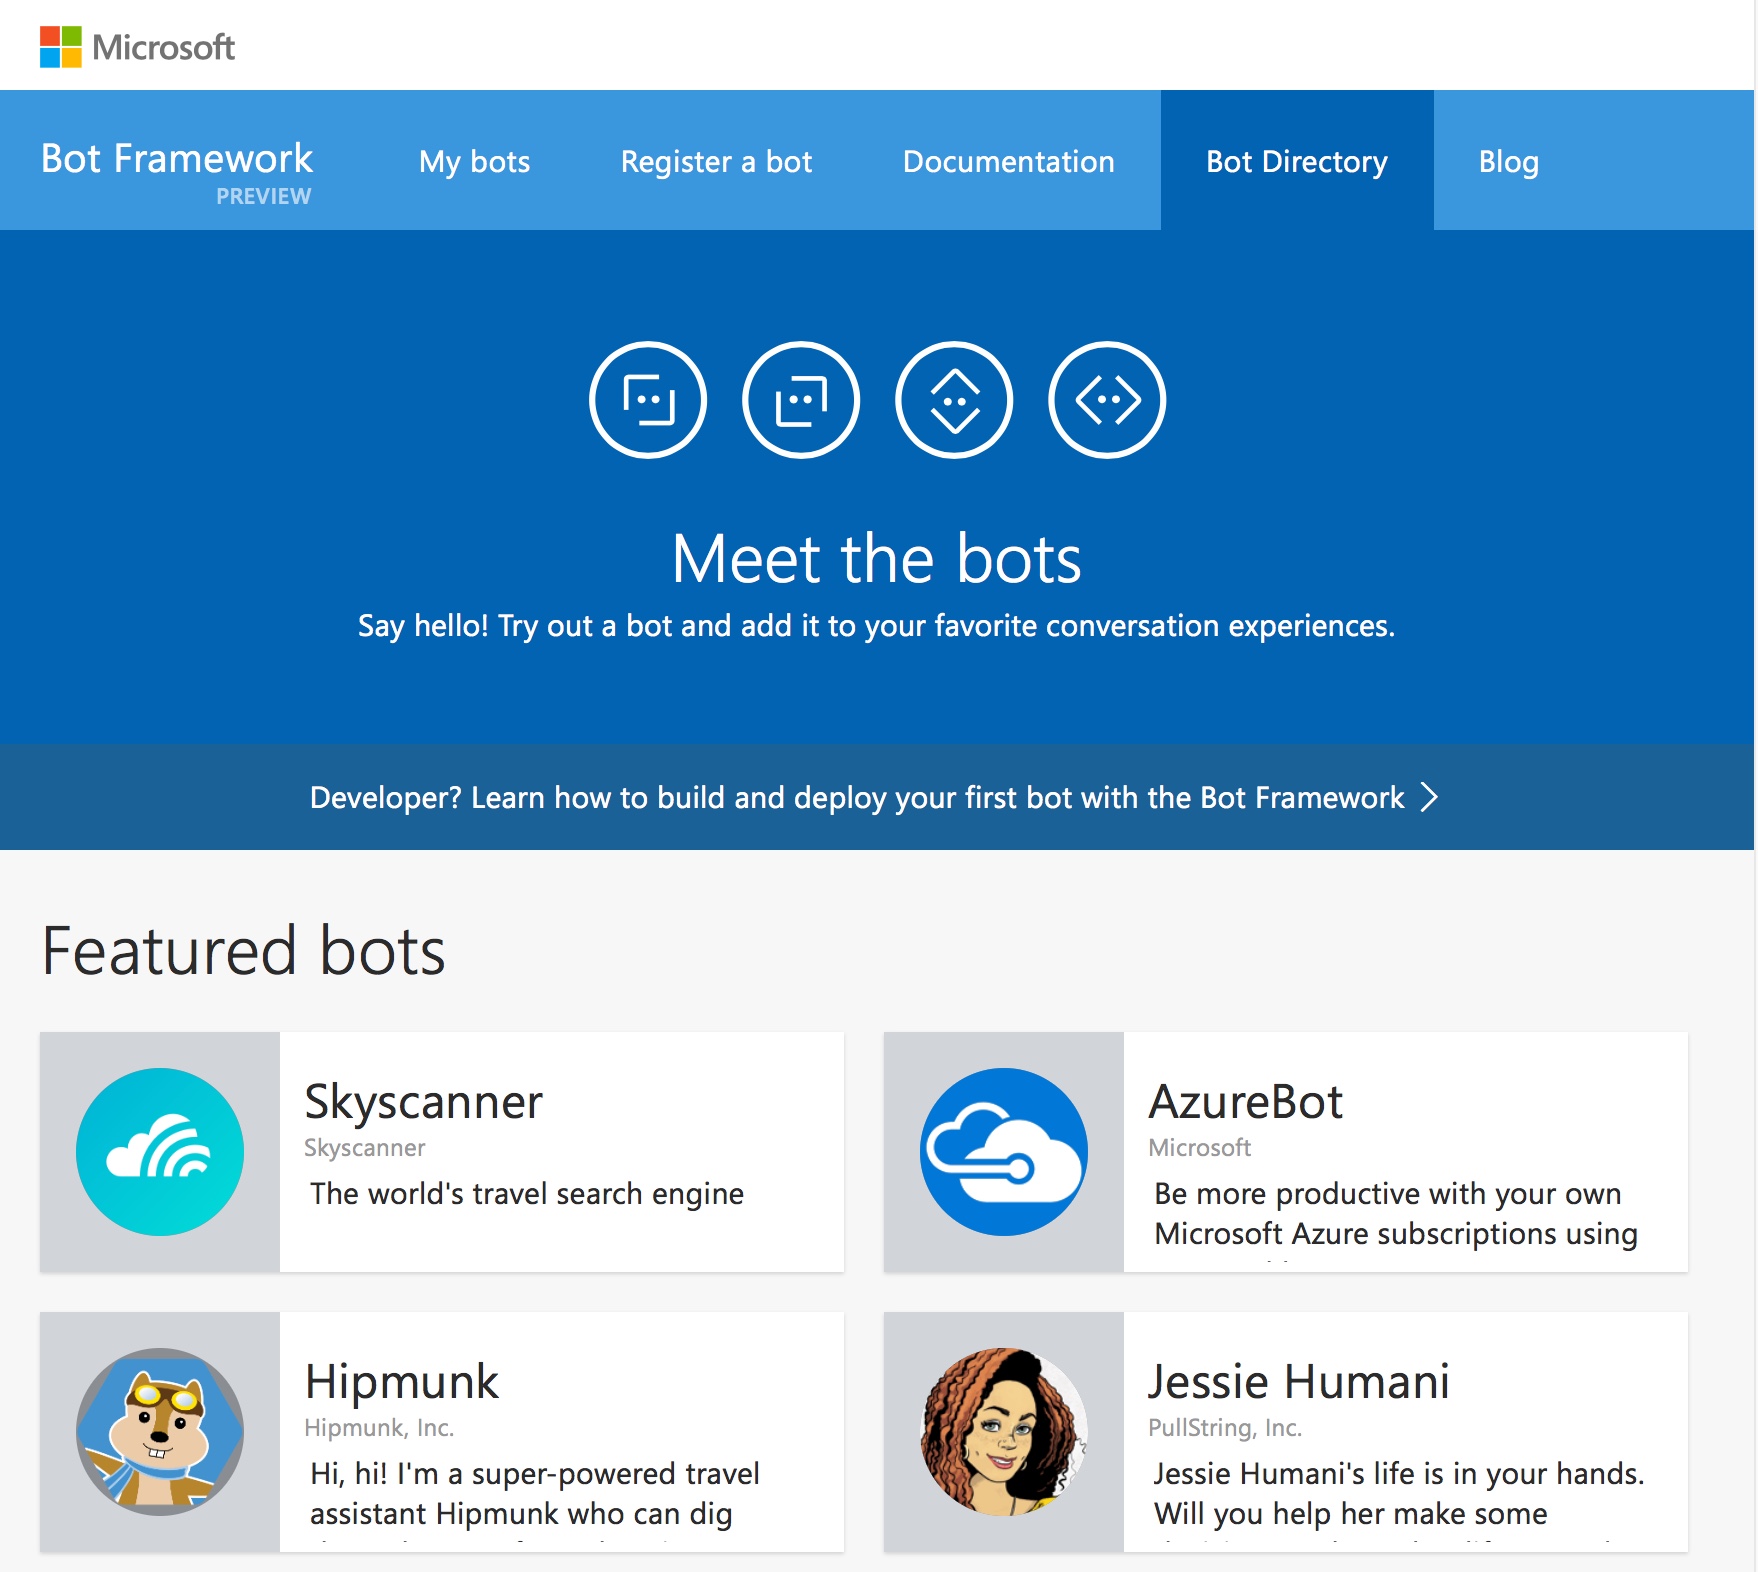 Microsoft
Bot Framework
PREVIEW
My bots
Register a bot
Documentation
Bot Directory
Blog
Meet the bots
Say hello! Try out a bot and add it to your favorite conversation experiences.
Developer? Learn how to build and deploy your first bot with the Bot Framework
Featured bots
Skyscanner
Skyscanner
The world's travel search engine
AzureBot
Microsoft
Be more productive with your own
Microsoft Azure subscriptions using
Hipmunk
Hipmunk, Inc.
Hi, hi! I'm a super-powered travel
assistant Hipmunk who can dig
Jessie Humani
PullString, Inc.
Jessie Humani's life is in your hands.
Will you help her make some